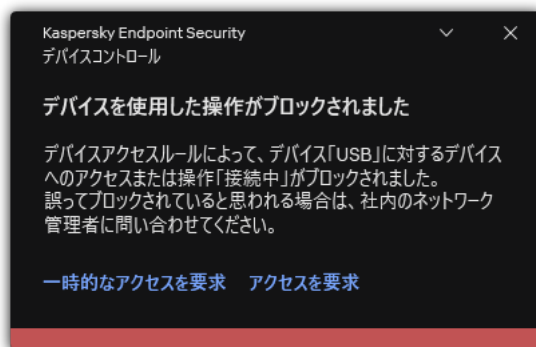 Kaspersky Endpoint Security
デバイスコントロール
デバイスを使用した操作がブロックされました
デバイスアクセスルールによって、デバイス「USB」に対するデバイス
へのアクセスまたは操作「接続中」がブロックされました。
誤ってブロックされていると思われる場合は、社内のネットワーク
管理者に問い合わせてください。
一時的なアクセスを要求 アクセスを要求